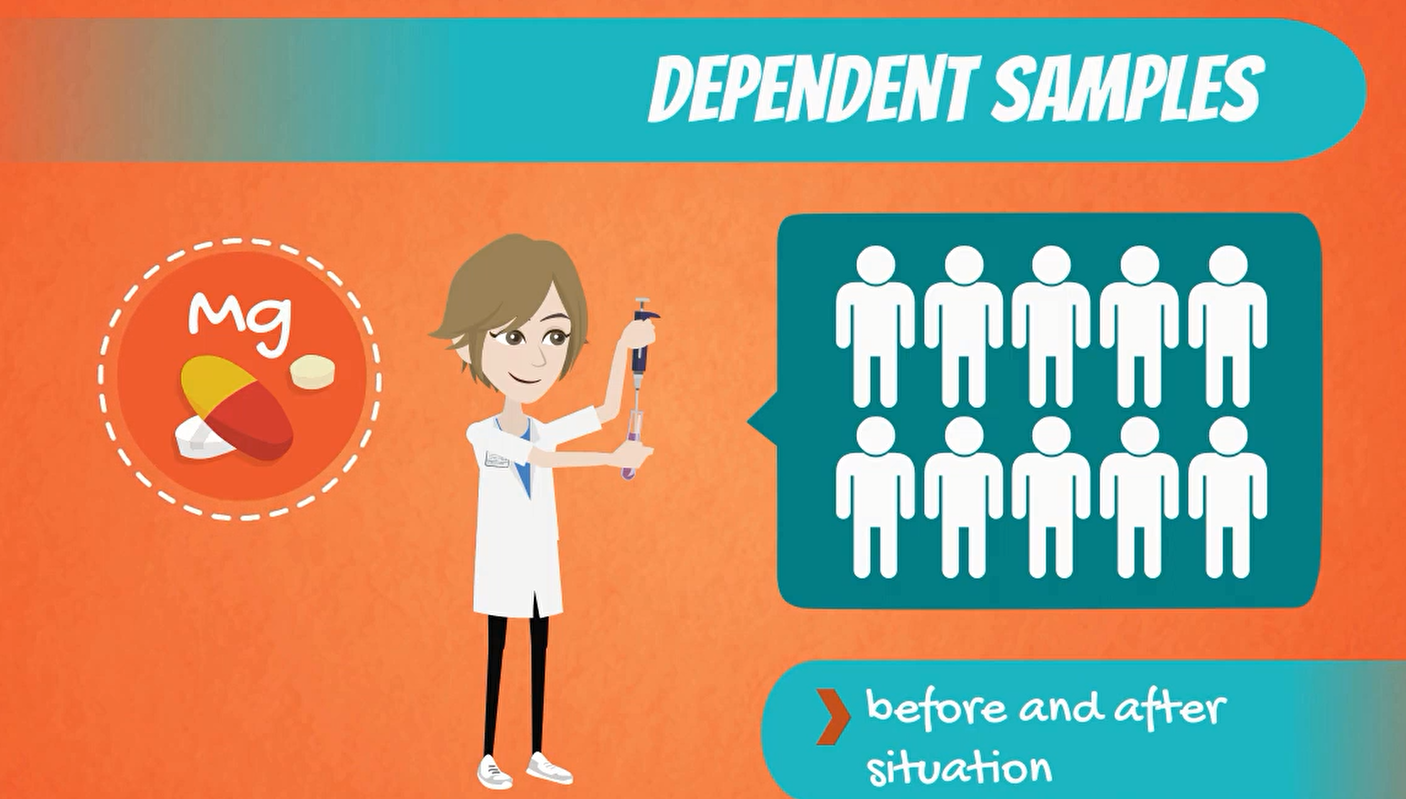 DEPENDENT SAMPLES
Mg
before and after
situation